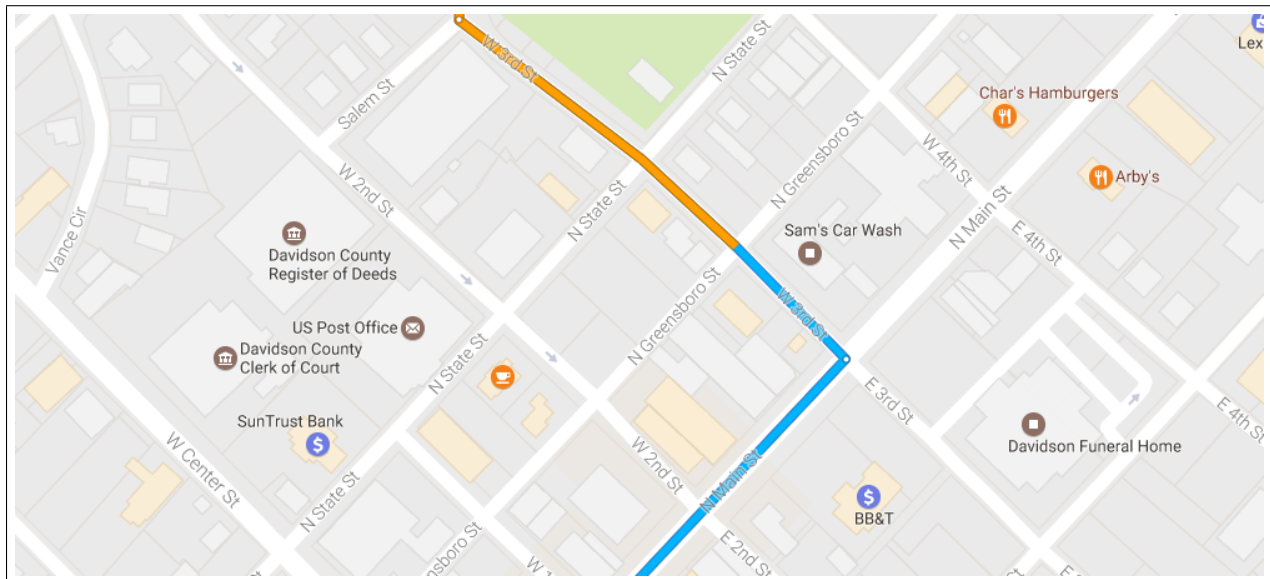 W 3rd St
N State St
Lex
Char's Hamburgers
Salem St
N Greensboro St
W 4th St
Arby's
W 2nd St
N State St
N Main St
Vance Cir
Sam's Car Wash
E 4th St
Davidson County
Register of Deeds
W 3rd St
US Post Office
N Greensboro St
Davidson County
Clerk of Court
N State St
E 3rd St
E 4th St
SunTrust Bank
Davidson Funeral Home
W Center St
W 2nd St
N Main St
N State St
BB&T
E 2nd St
ensboro St
W 1